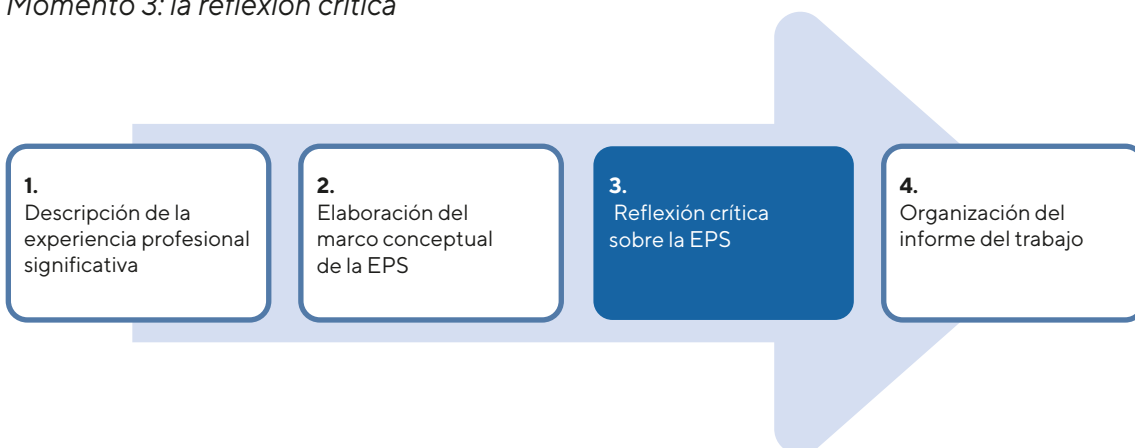 Momento 3: la reflexión crítica
1.
Descripción de la
experiencia profesional
significativa
2.
Elaboración del
marco conceptual
de la EPS
3.
Reflexión crítica
sobre la EPS
4.
Organización del
informe del trabajo